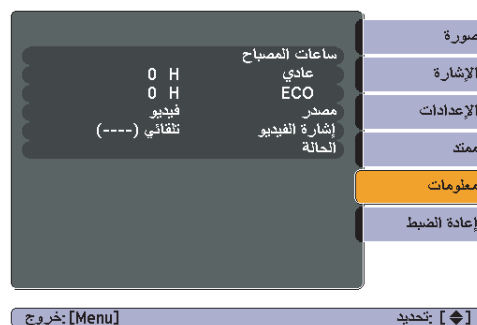 صورة
الإشارة
الإعدادات
ممتد
معلومات
إعادة الضبط
ساعات المصباح
عادي 0 H
ECO 0 H
مصدر فيديو
إشارة الفيديو تلقائي (----)
الحالة
[♦] :تحديد [Menu]:خروج